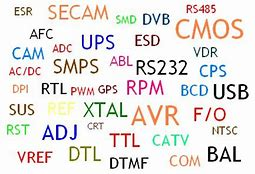 ESR SECAM SMD DVB RS485
AFC CMOS
CAM ADC UPS ESD VDR
AC/DC SMPS ABL RS232 CPS
DPI RTL PWM GPS RPM BCD USB
SUS REF XTAL AVR F/O
RST ADJ CRT TTL CATV NTSC
VREF DTL DTMF COM BAL